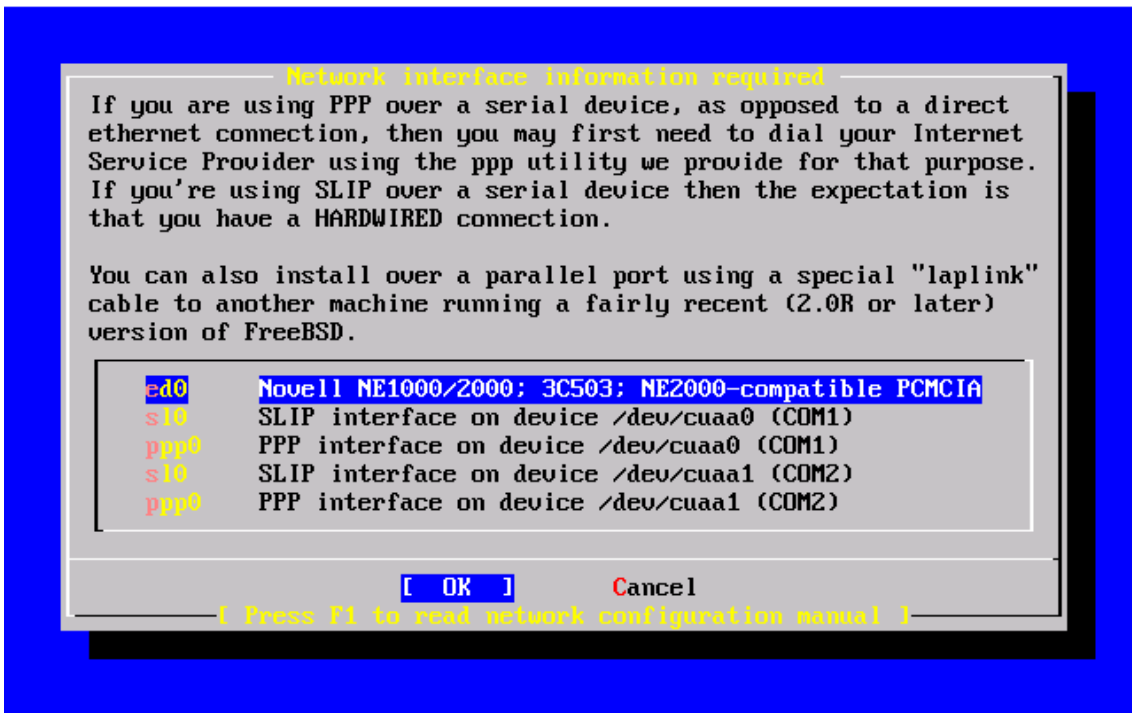 Network interface information required
If you are using PPP over a serial device, as opposed to a direct
ethernet connection, then you may first need to dial your Internet
Service Provider using the ppp utility we provide for that purpose.
If you're using SLIP over a serial device then the expectation is
that you have a HARDWIRED connection.
You can also install over a parallel port using a special "laplink"
cable to another machine running a fairly recent (2.0R or later)
version of FreeBSD.
ed0 Novell NE1000/2000; 3C503; NE2000-compatible PCMCIA
sl0 SLIP interface on device /dev/cuaa0 (COM1)
ppp0 PPP interface on device /dev/cuaa0 (COM1)
sl0 SLIP interface on device /dev/cuaa1 (COM2)
ppp0 PPP interface on device /dev/cuaa1 (COM2)
[ OK ] Cancel
[ Press F1 to read network configuration manual ]